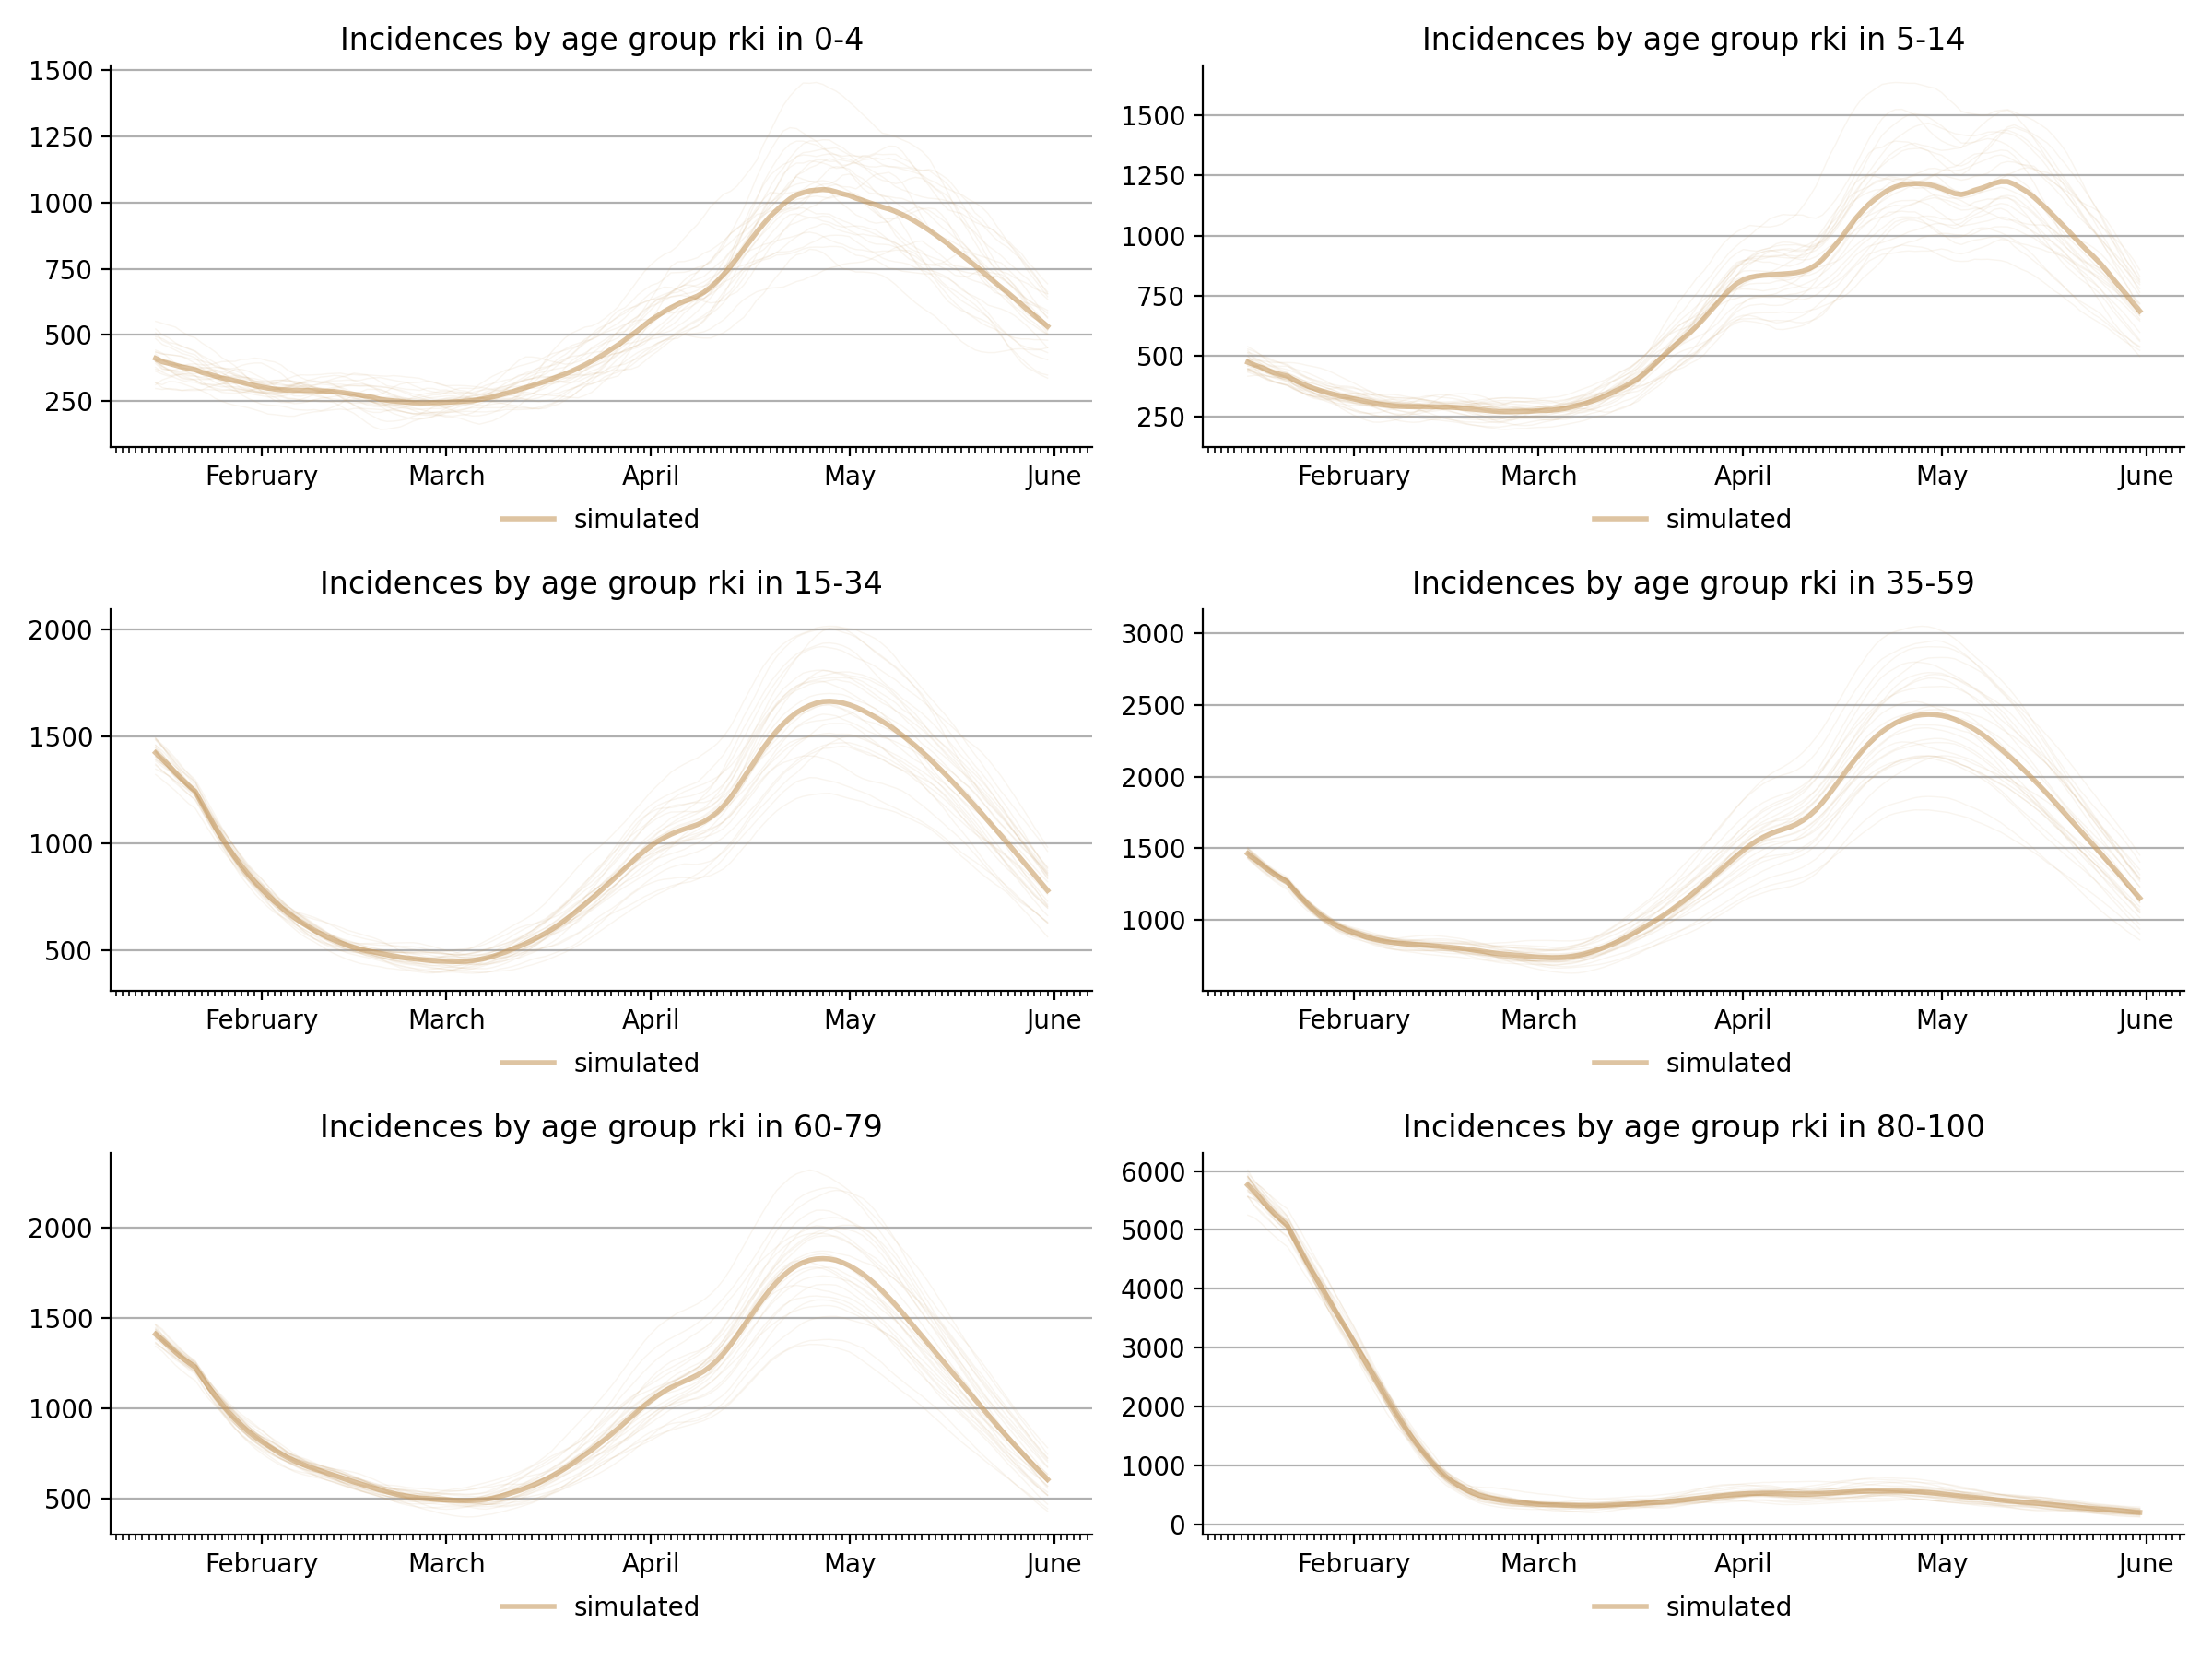 Incidences by age group rki in 0-4
1500
1250
1000
750
500
250
February March April May June
simulated
Incidences by age group rki in 5-14
1500
1250
1000
750
500
250
February March April May June
simulated
Incidences by age group rki in 15-34
2000
1500
1000
500
February March April May June
simulated
Incidences by age group rki in 35-59
3000
2500
2000
1500
1000
February March April May June
simulated
Incidences by age group rki in 60-79
2000
1500
1000
500
February March April May June
simulated
Incidences by age group rki in 80-100
6000
5000
4000
3000
2000
1000
0
February March April May June
simulated